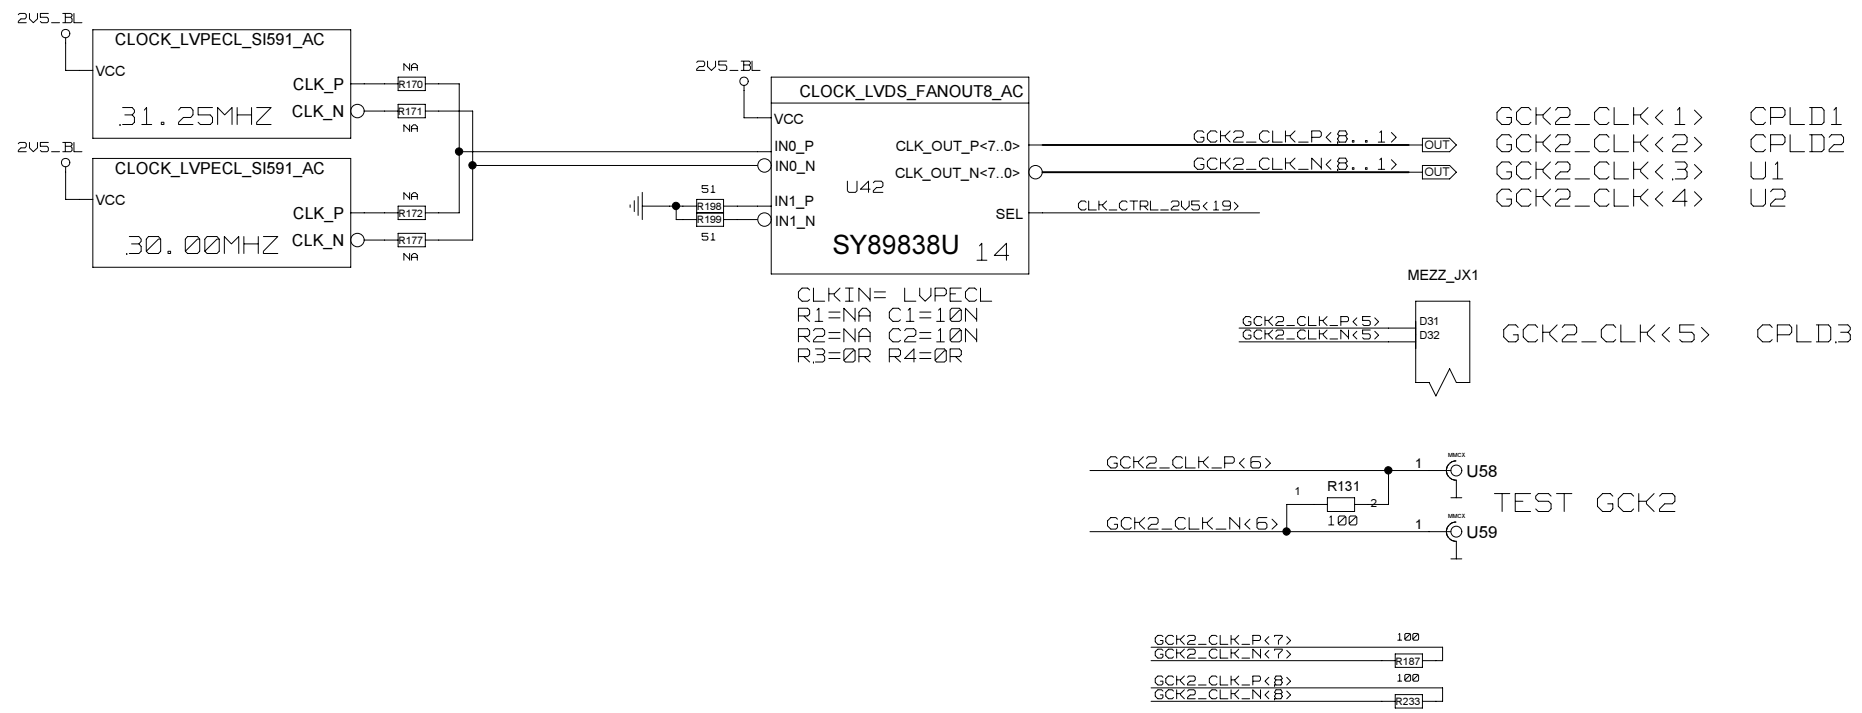 2V5_BL
CLOCK_LVPECL_SI591_AC
VCC
CLK_P
CLK_N
31.25MHZ
NA
R170
R171
NA
2V5_BL
CLOCK_LVPECL_SI591_AC
VCC
CLK_P
CLK_N
30.00MHZ
NA
R172
R177
NA
2V5_BL
CLOCK_LVDS_FANOUT8_AC
VCC
IN0_P
IN0_N
IN1_P
IN1_N
51
R198
R199
51
U42
CLK_OUT_P<7..0>
CLK_OUT_N<7..0>
SEL
SY89838U 14
CLKIN= LVPECL
R1=NA C1=10N
R2=NA C2=10N
R3=0R R4=0R
GCK2_CLK_P<8..1> OUT
GCK2_CLK_N<8..1> OUT
CLK_CTRL_2V5<19>
GCK2_CLK<1> CPLD1
GCK2_CLK<2> CPLD2
GCK2_CLK<3> U1
GCK2_CLK<4> U2
MEZZ_JX1
GCK2_CLK_P<5> D31
GCK2_CLK_N<5> D32
GCK2_CLK<5> CPLD3
GCK2_CLK_P<6> 1 MMCX U58
1 R131 2
100
TEST GCK2
GCK2_CLK_N<6> 1 MMCX U59
GCK2_CLK_P<7> 100
GCK2_CLK_N<7> R187
GCK2_CLK_P<8> 100
GCK2_CLK_N<8> R233